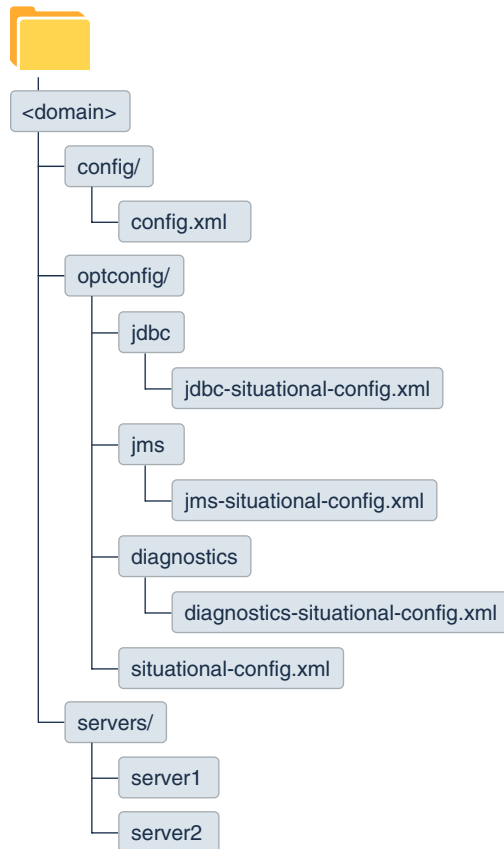 <domain>
config/
config.xml
optconfig/
jdbc
jdbc-situational-config.xml
jms
jms-situational-config.xml
diagnostics
diagnostics-situational-config.xml
situational-config.xml
servers/
server1
server2